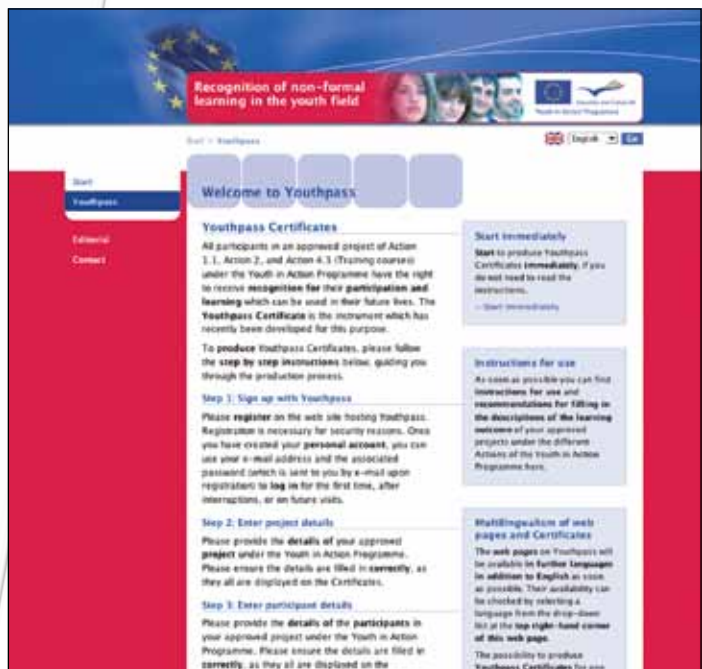 Recognition of non-formal
learning in the youth field
Education and Culture DG
'Youth in Action' Programme
Start > Youthpass
English
Go
Start
Youthpass
Editorial
Contact
Welcome to Youthpass
Youthpass Certificates
All participants in an approved project of Action
1.1, Action 2, and Action 4.3 (Training courses)
under the Youth in Action Programme have the right
to receive recognition for their participation and
learning which can be used in their future lives. The
Youthpass Certificate is the instrument which has
recently been developed for this purpose.
To produce Youthpass Certificates, please follow
the step by step instructions below, guiding you
through the production process.
Step 1: Sign up with Youthpass
Please register on the web site hosting Youthpass.
Registration is necessary for security reasons. Once
you have created your personal account, you can
use your e-mail address and the associated
password (which is sent to you by e-mail upon
registration) to log in for the first time, after
interruptions, or on future visits.
Step 2: Enter project details
Please provide the details of your approved
project under the Youth in Action Programme.
Please ensure the details are filled in correctly, as
they all are displayed on the Certificates.
Step 3: Enter participant details
Please provide the details of the participants in
your approved project under the Youth in Action
Programme. Please ensure the details are filled in
correctly, as they all are displayed on the
Start immediately
Start to produce Youthpass
Certificates immediately, if you
do not need to read the
instructions.
> Start immediately
Instructions for use
As soon as possible you can find
instructions for use and
recommendations for filling in
the descriptions of the learning
outcome of your approved
projects under the different
Actions of the Youth in Action
Programme here.
Multilingualism of web
pages and Certificates
The web pages on Youthpass will
be available in further languages
in addition to English as soon
as possible. Their availability can
be checked by selecting a
language from the drop-down
list at the top right-hand corner
of this web page.
The possibility to produce
Youthpass Certificates for